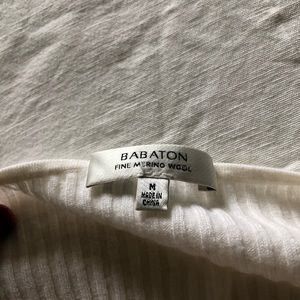 BABATON
FINE MERINO WOOL
M
MADE IN
CHINA